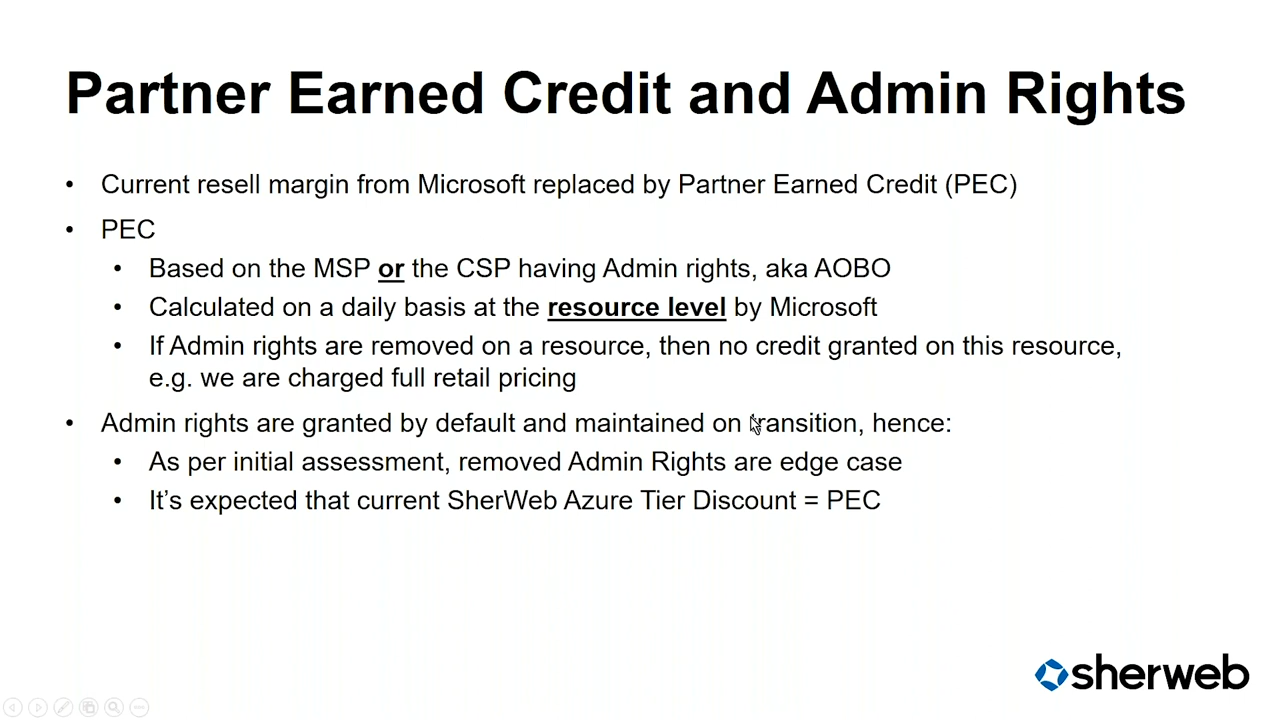 Partner Earned Credit and Admin Rights
• Current resell margin from Microsoft replaced by Partner Earned Credit (PEC)
• PEC
• Based on the MSP or the CSP having Admin rights, aka AOBO
• Calculated on a daily basis at the resource level by Microsoft
• If Admin rights are removed on a resource, then no credit granted on this resource,
e.g. we are charged full retail pricing
• Admin rights are granted by default and maintained on transition, hence:
• As per initial assessment, removed Admin Rights are edge case
• It's expected that current SherWeb Azure Tier Discount = PEC
sherweb